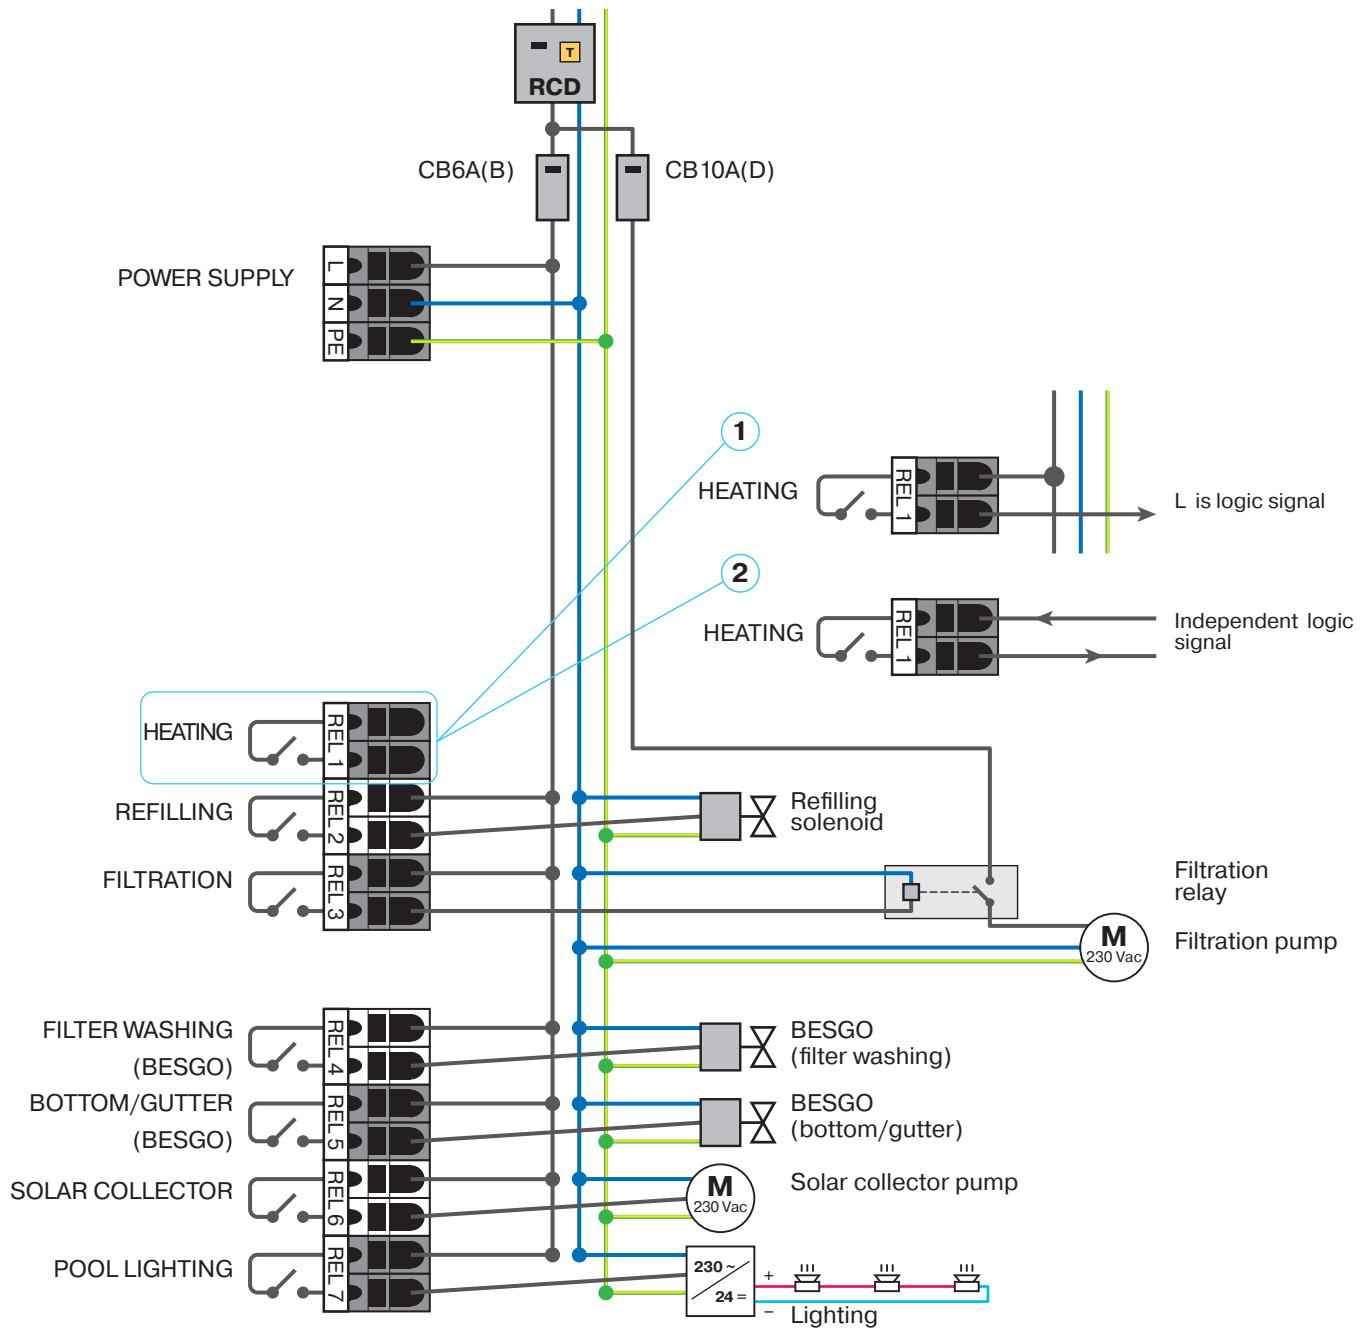 T
RCD
CB6A(B)
CB10A(D)
POWER SUPPLY
L
N
PE
1
HEATING
REL 1
L is logic signal
2
HEATING
REL 1
Independent logic
signal
HEATING
REL 1
REFILLING
REL 2
Refilling
solenoid
FILTRATION
REL 3
Filtration
relay
M
230 Vac
Filtration pump
FILTER WASHING
(BESGO)
REL 4
BESGO
(filter washing)
BOTTOM/GUTTER
(BESGO)
REL 5
BESGO
(bottom/gutter)
SOLAR COLLECTOR
REL 6
M
230 Vac
Solar collector pump
POOL LIGHTING
REL 7
230 ~
24 =
+
−
Lighting